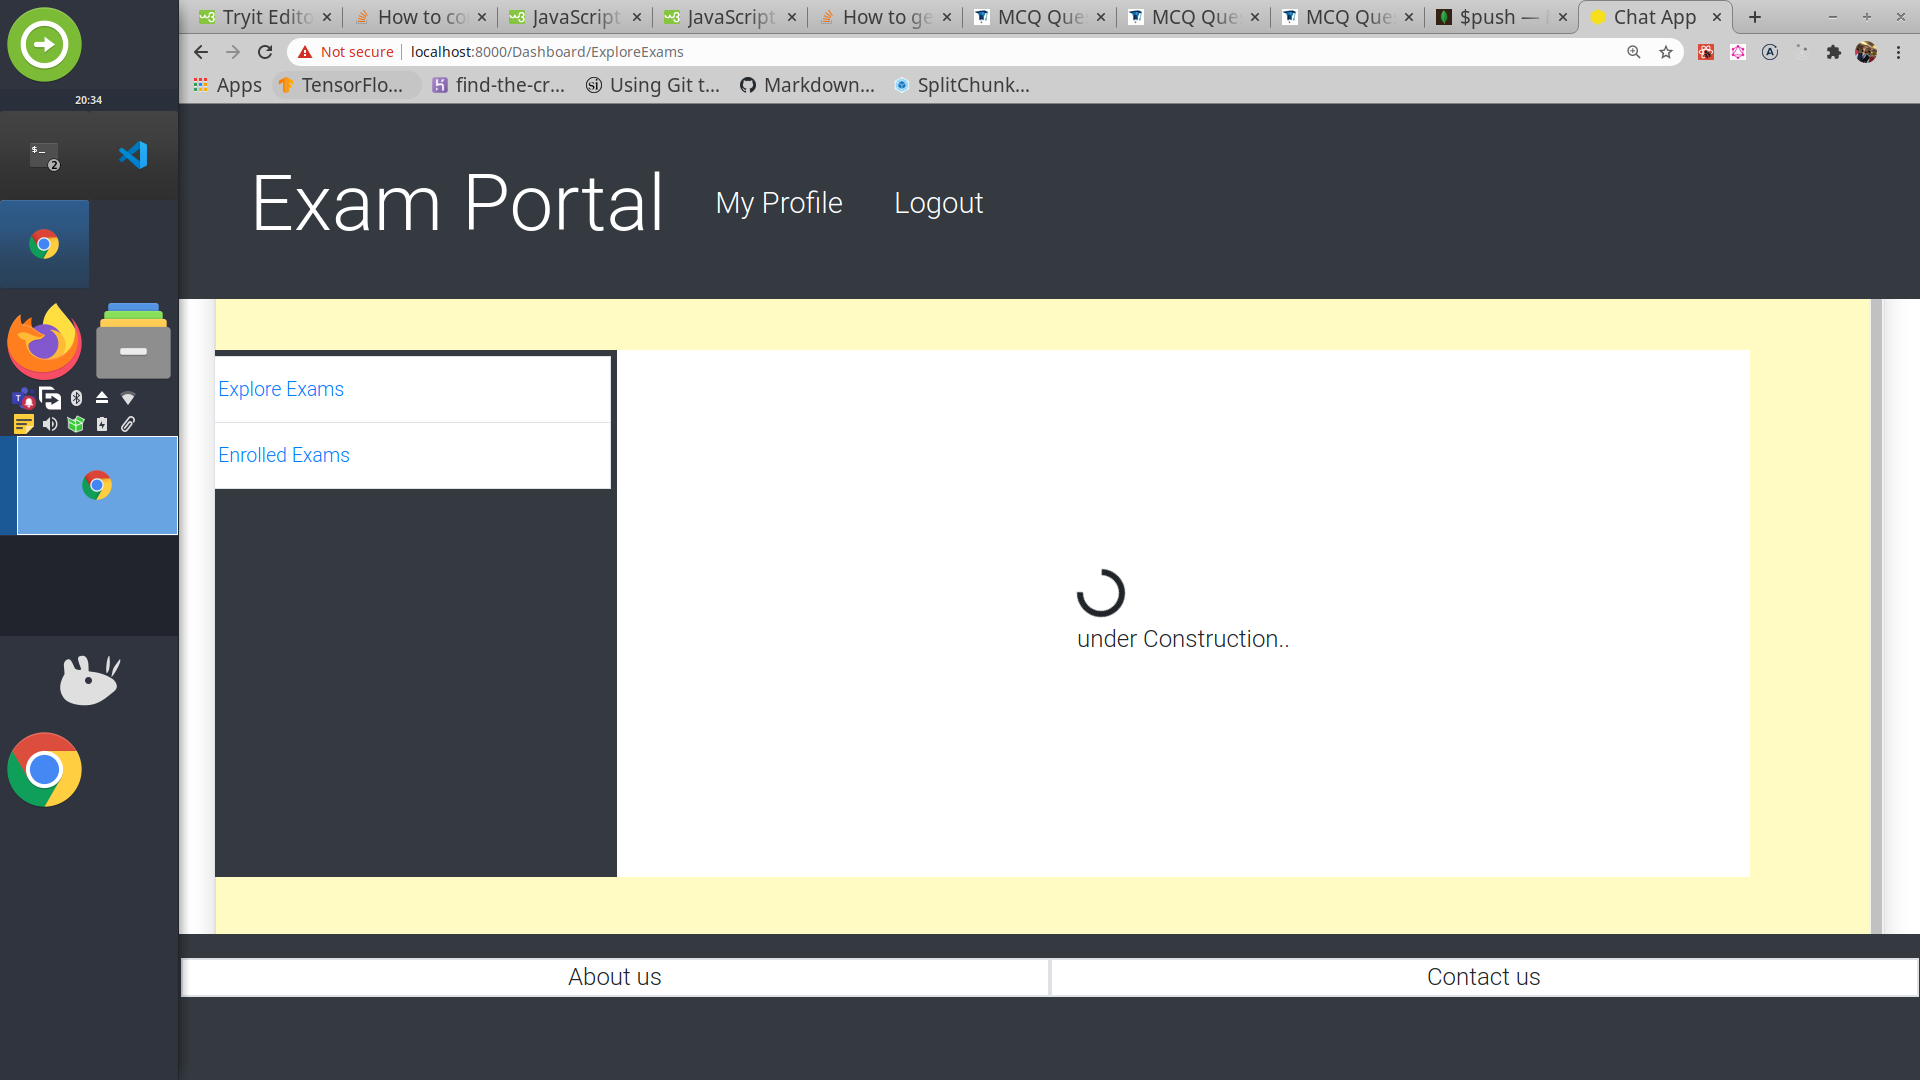 Tryit Edito
How to co
JavaScript
JavaScript
How to ge
MCQ Que
MCQ Que
MCQ Que
$push —
Chat App
Not secure
localhost:8000/Dashboard/ExploreExams
Apps
TensorFlo...
find-the-cr...
Using Git t...
Markdown...
SplitChunk...
20:34
$_
2
Exam Portal
My Profile
Logout
Explore Exams
Enrolled Exams
under Construction..
About us
Contact us